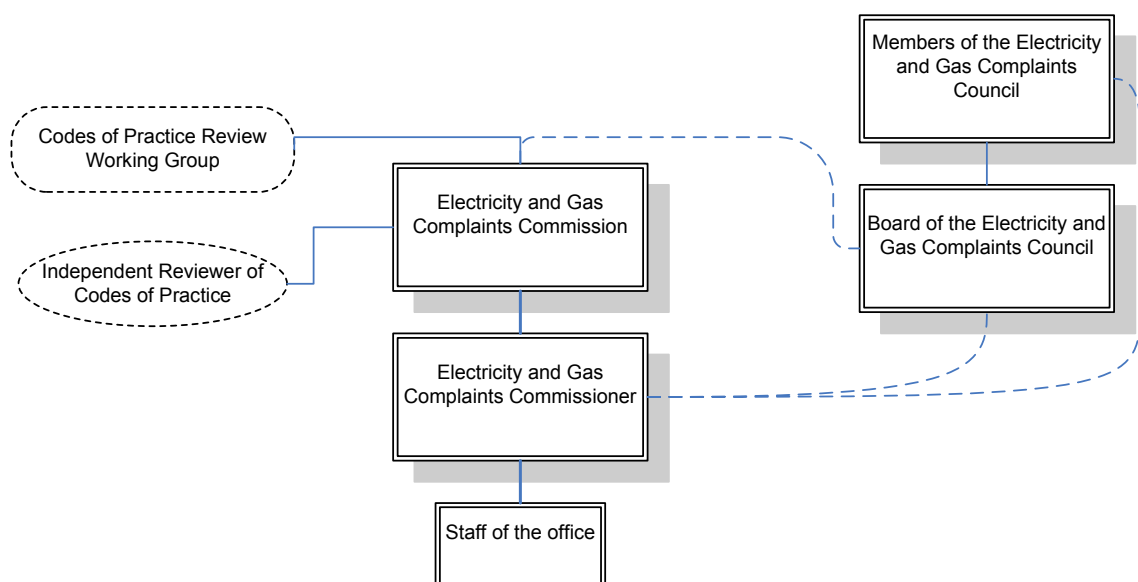 Members of the Electricity
and Gas Complaints
Council
Codes of Practice Review
Working Group
Electricity and Gas
Complaints Commission
Board of the Electricity and
Gas Complaints Council
Independent Reviewer of
Codes of Practice
Electricity and Gas
Complaints Commissioner
Staff of the office